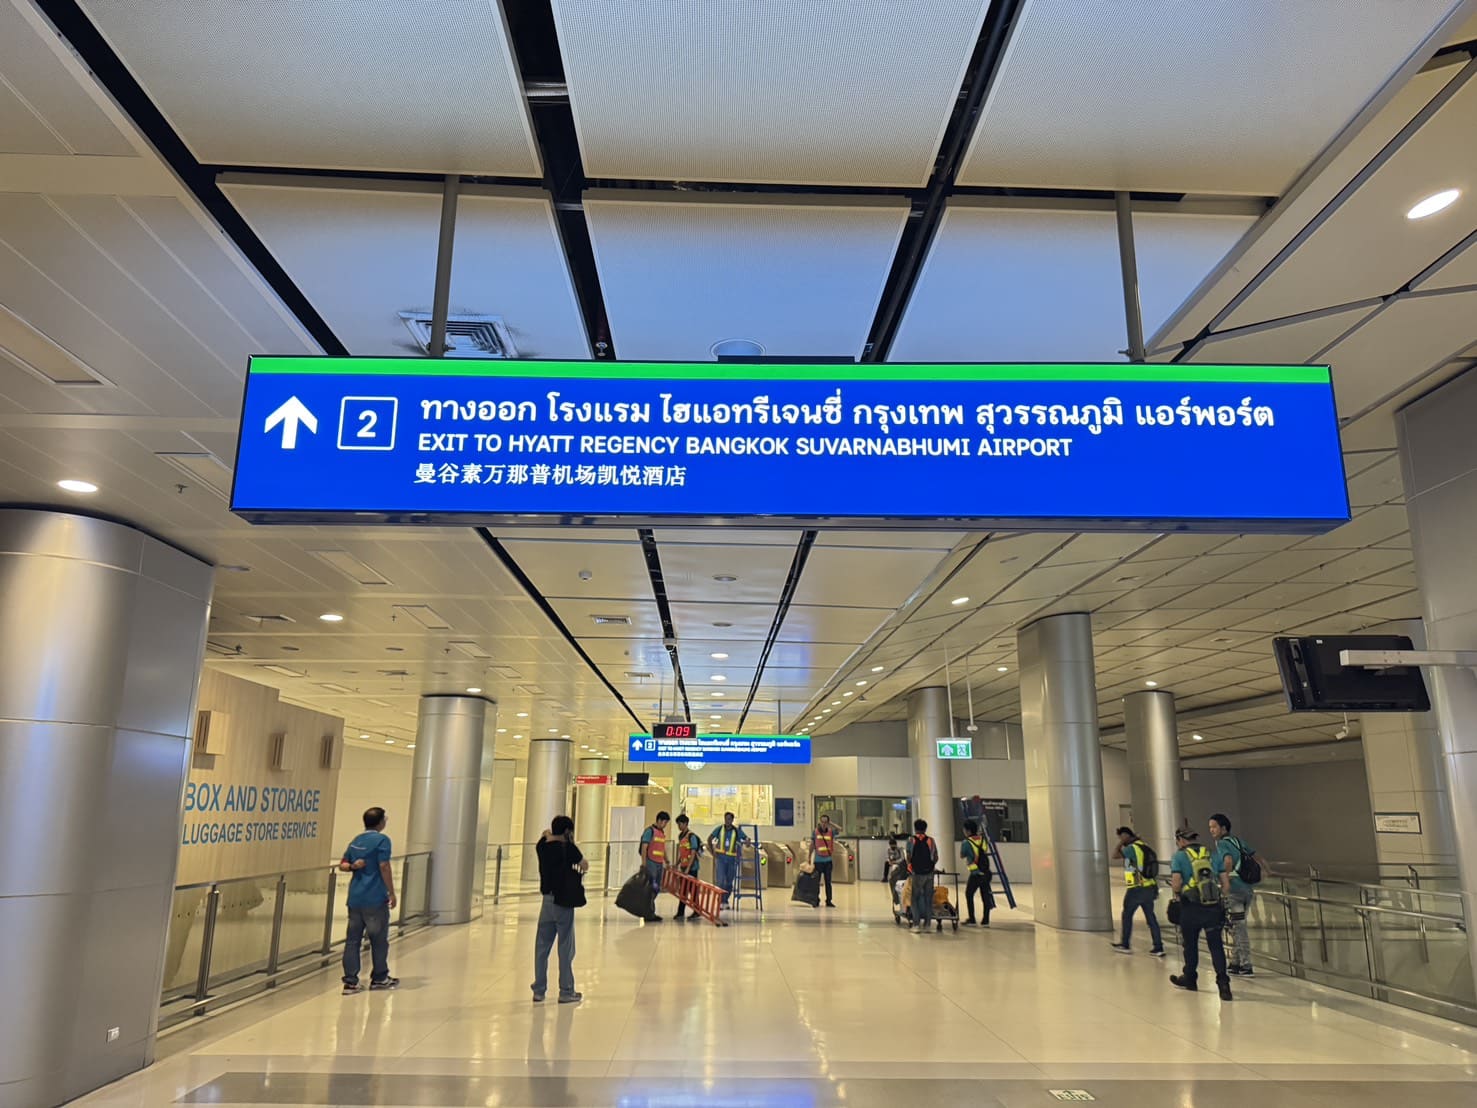 2
ทางออก โรงแรม ไฮแอทรีเจนซี่ กรุงเทพ สุวรรณภูมิ แอร์พอร์ต
EXIT TO HYATT REGENCY BANGKOK SUVARNABHUMI AIRPORT
曼谷素万那普机场凯悦酒店
0:09
2
BOX AND STORAGE
LUGGAGE STORE SERVICE